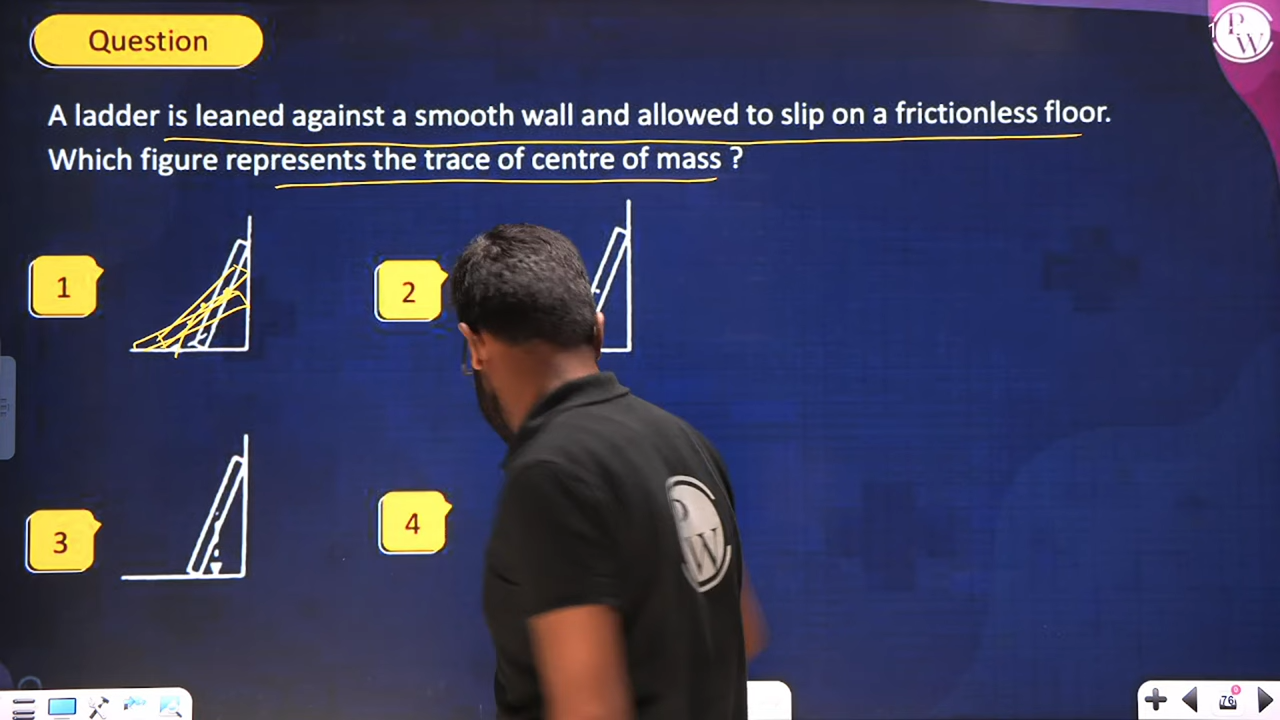 Question
A ladder is leaned against a smooth wall and allowed to slip on a frictionless floor.
Which figure represents the trace of centre of mass ?
1
2
3
4
P
W
P
W
76